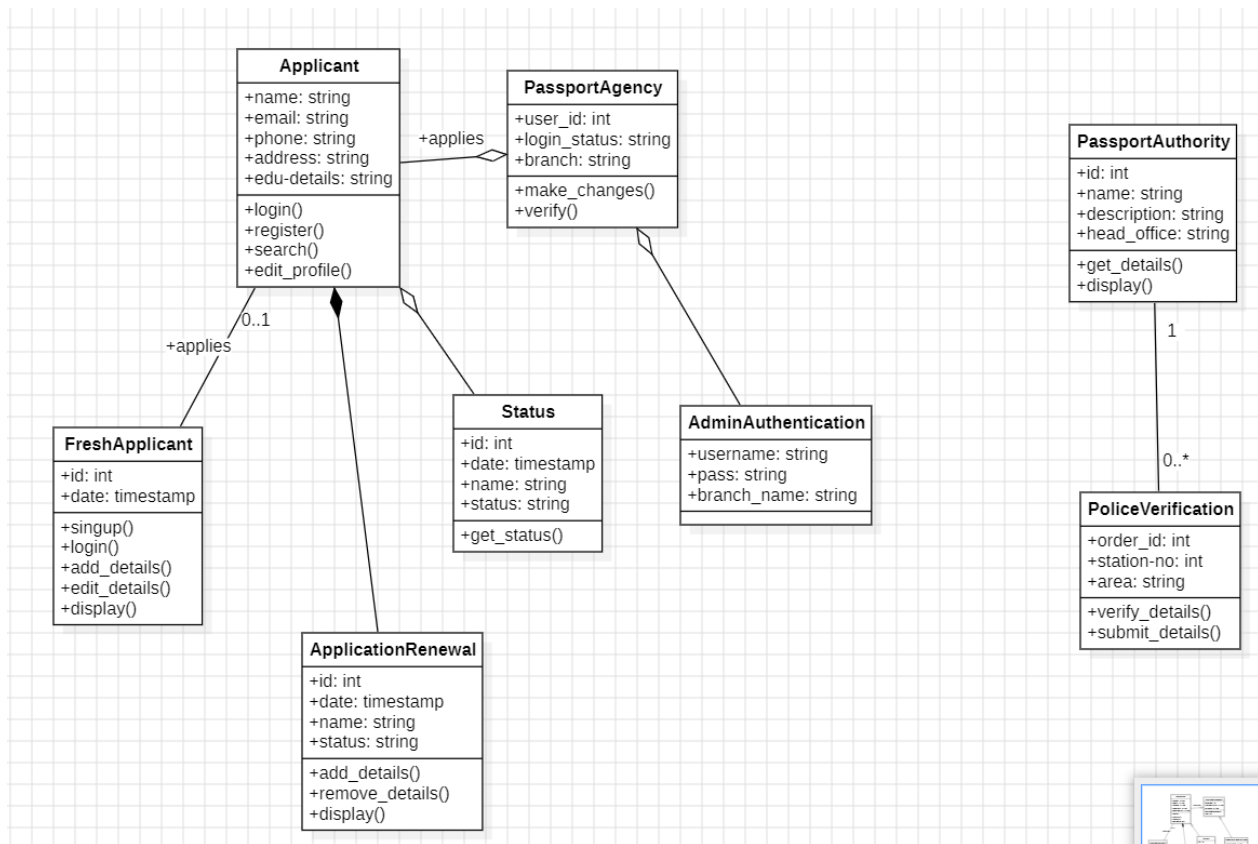 Applicant
+name: string
+email: string
+phone: string
+address: string
+edu-details: string
+login()
+register()
+search()
+edit_profile()
+applies
PassportAgency
+user_id: int
+login_status: string
+branch: string
+make_changes()
+verify()
PassportAuthority
+id: int
+name: string
+description: string
+head_office: string
+get_details()
+display()
0..1
+applies
1
0..*
FreshApplicant
+id: int
+date: timestamp
+singup()
+login()
+add_details()
+edit_details()
+display()
Status
+id: int
+date: timestamp
+name: string
+status: string
+get_status()
AdminAuthentication
+username: string
+pass: string
+branch_name: string
PoliceVerification
+order_id: int
+station-no: int
+area: string
+verify_details()
+submit_details()
ApplicationRenewal
+id: int
+date: timestamp
+name: string
+status: string
+add_details()
+remove_details()
+display()